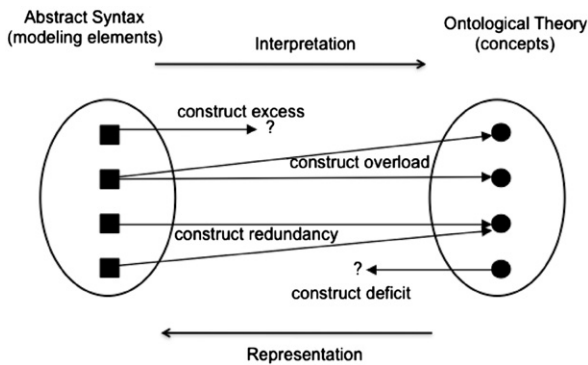 Abstract Syntax
(modeling elements)
Ontological Theory
(concepts)
Interpretation
construct excess
?
construct overload
construct redundancy
?
construct deficit
Representation